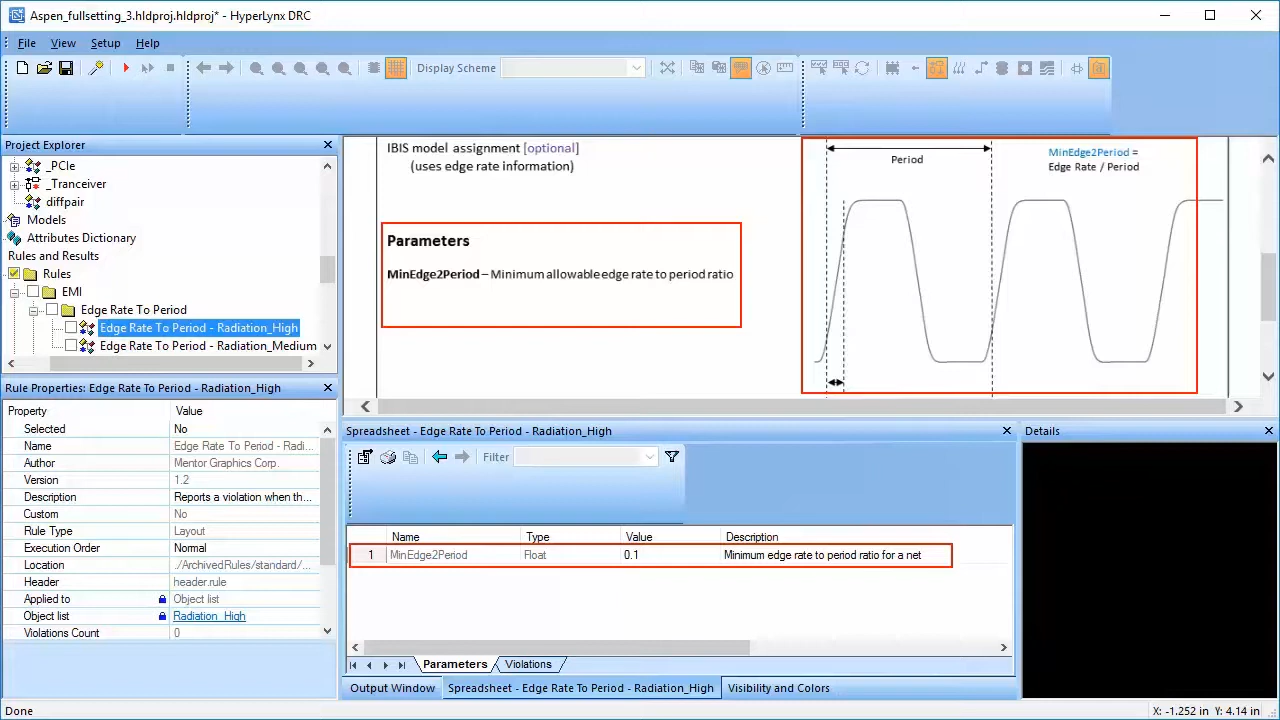 Aspen_fullsetting_3.hldproj.hldproj* - HyperLynx DRC
File View Setup Help
Display Scheme
Project Explorer
_PCIe
_Tranceiver
diffpair
Models
Attributes Dictionary
Rules and Results
Rules
EMI
Edge Rate To Period
Edge Rate To Period - Radiation_High
Edge Rate To Period - Radiation_Medium
IBIS model assignment [optional]
(uses edge rate information)
Parameters
MinEdge2Period – Minimum allowable edge rate to period ratio
Period
MinEdge2Period =
Edge Rate / Period
Rule Properties: Edge Rate To Period - Radiation_High
Property Value
Selected No
Name Edge Rate To Period - Radi...
Author Mentor Graphics Corp.
Version 1.2
Description Reports a violation when th...
Custom No
Rule Type Layout
Execution Order Normal
Location ./ArchivedRules/standard/...
Header header.rule
Applied to Object list
Object list Radiation_High
Violations Count 0
Spreadsheet - Edge Rate To Period - Radiation_High
Filter
Name Type Value Description
1 MinEdge2Period Float 0.1 Minimum edge rate to period ratio for a net
Parameters Violations
Output Window Spreadsheet - Edge Rate To Period - Radiation_High Visibility and Colors
Details
Done
X: -1.252 in Y: 4.14 in